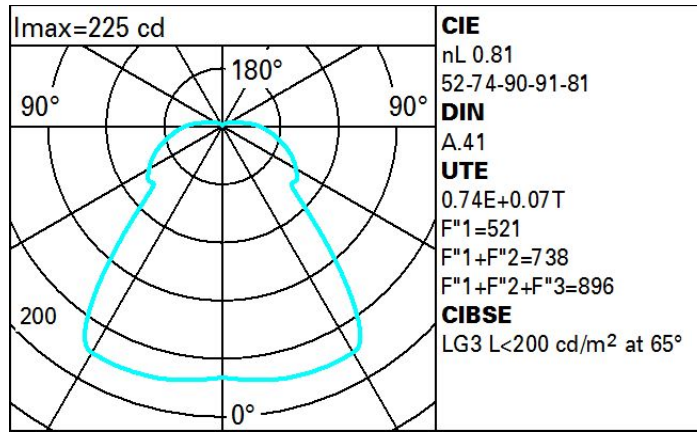 Imax=225 cd
180°
90°
90°
200
0°
CIE
nL 0.81
52-74-90-91-81
DIN
A.41
UTE
0.74E+0.07T
F"1=521
F"1+F"2=738
F"1+F"2+F"3=896
CIBSE
LG3 L<200 cd/m² at 65°